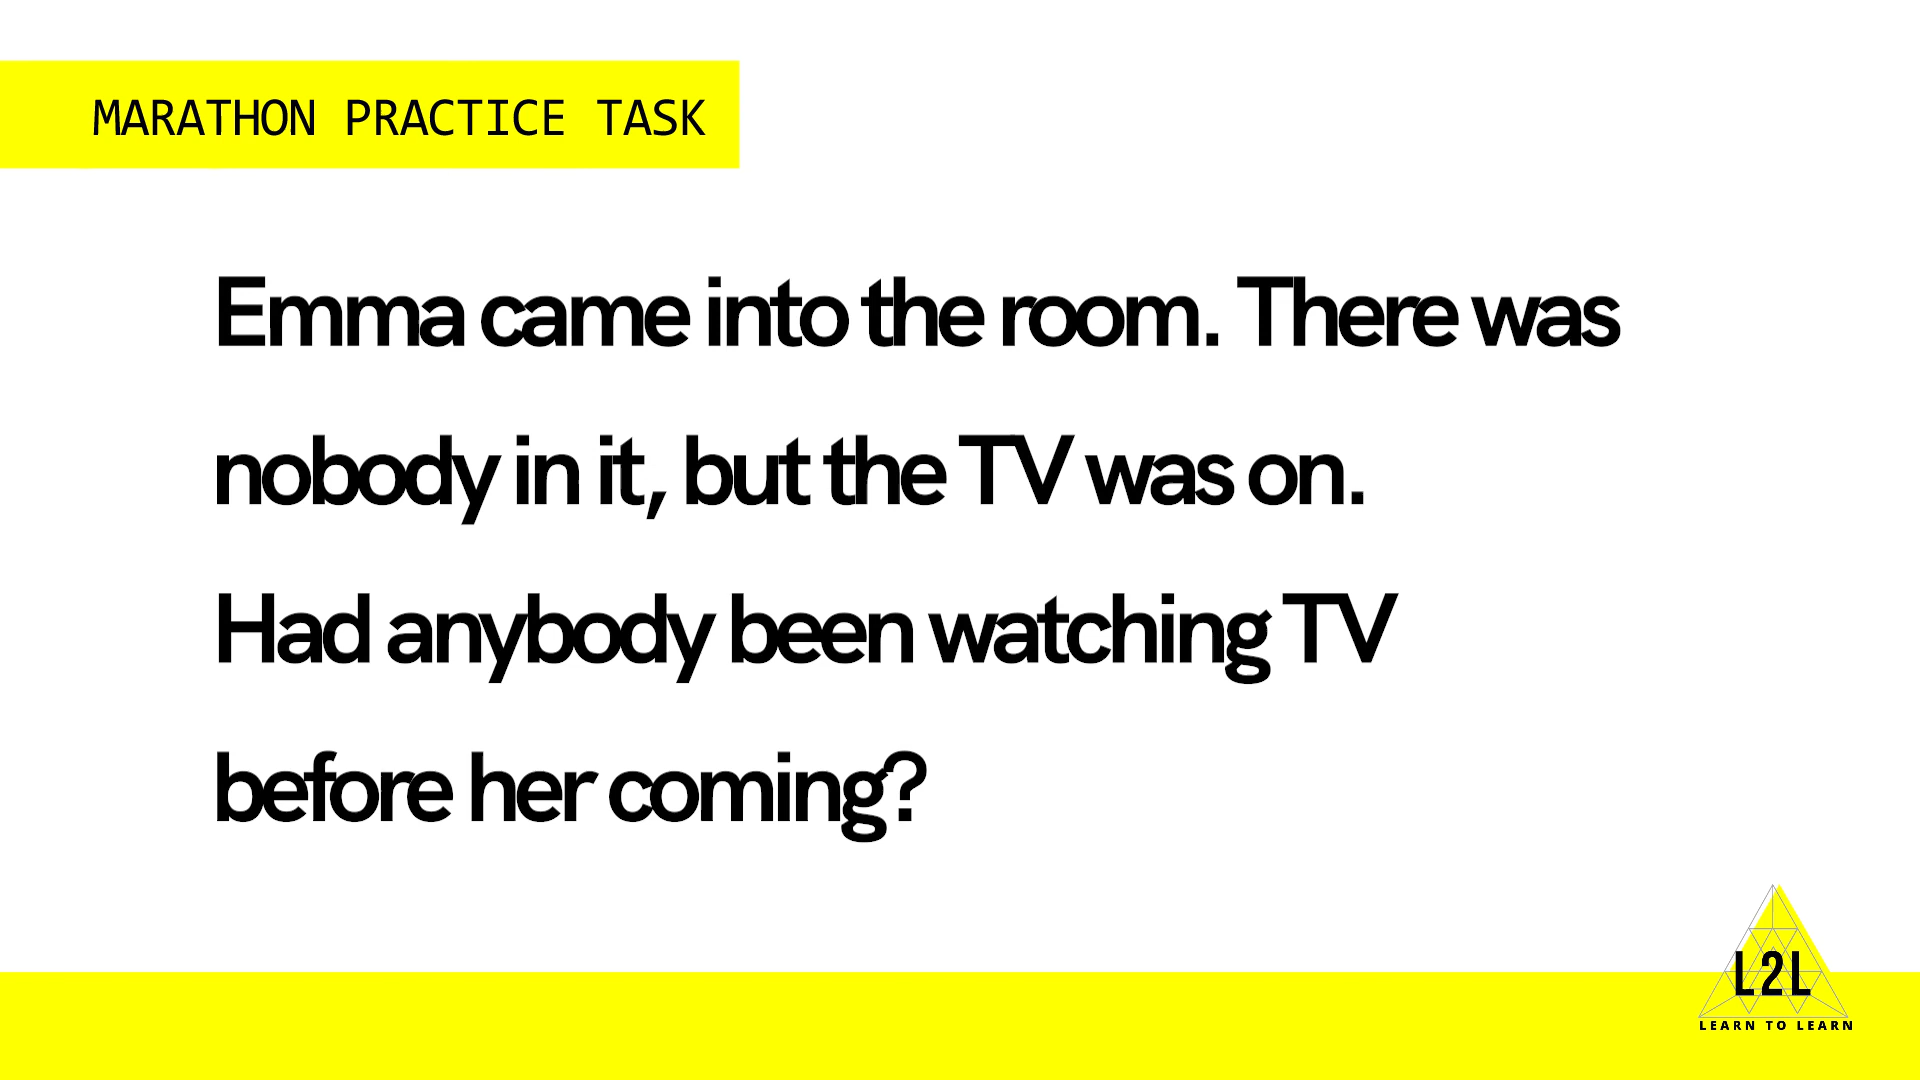 MARATHON PRACTICE TASK
Emma came into the room. There was
nobody in it, but the TV was on.
Had anybody been watching TV
before her coming?
L2L
LEARN TO LEARN